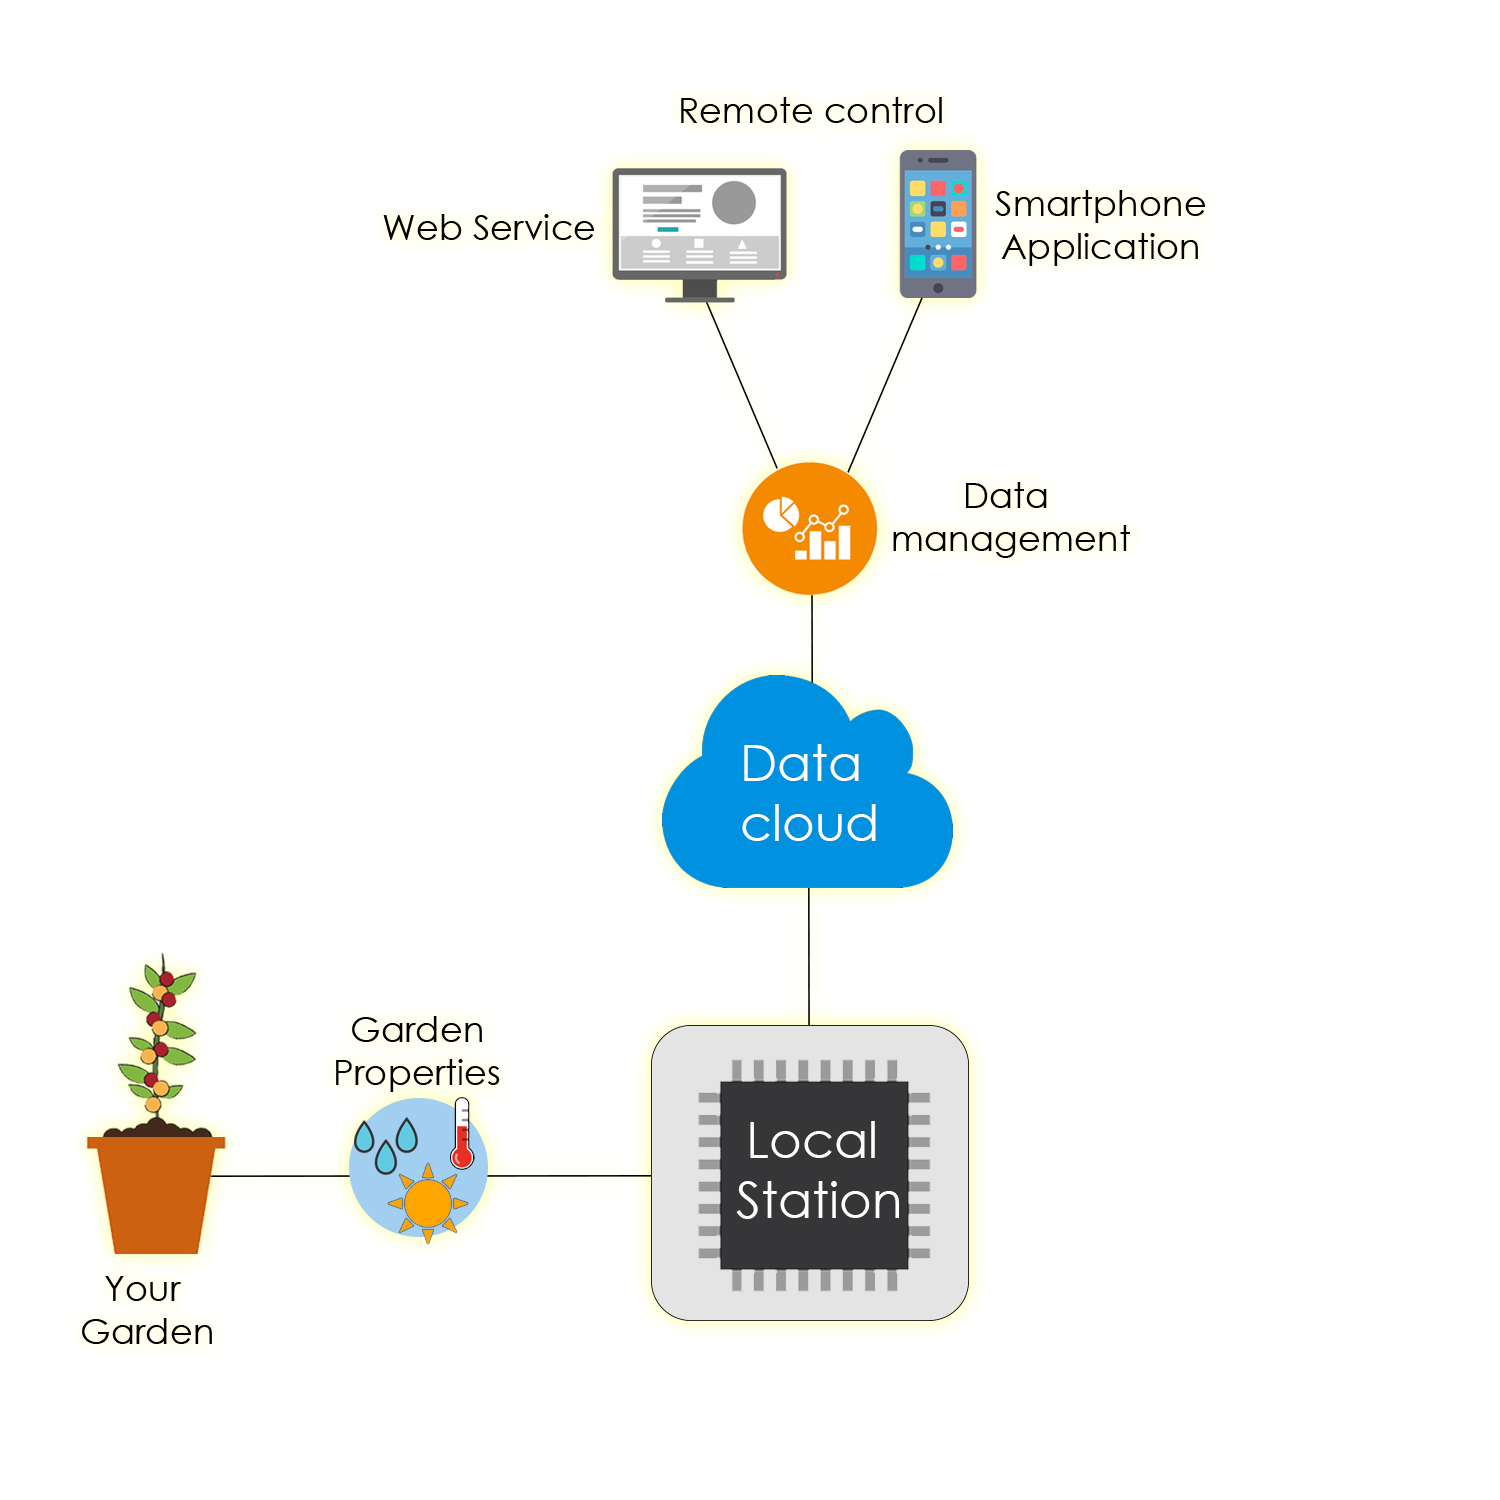 Remote control
Web Service
Smartphone
Application
Data
management
Data
cloud
Garden
Properties
Local
Station
Your
Garden